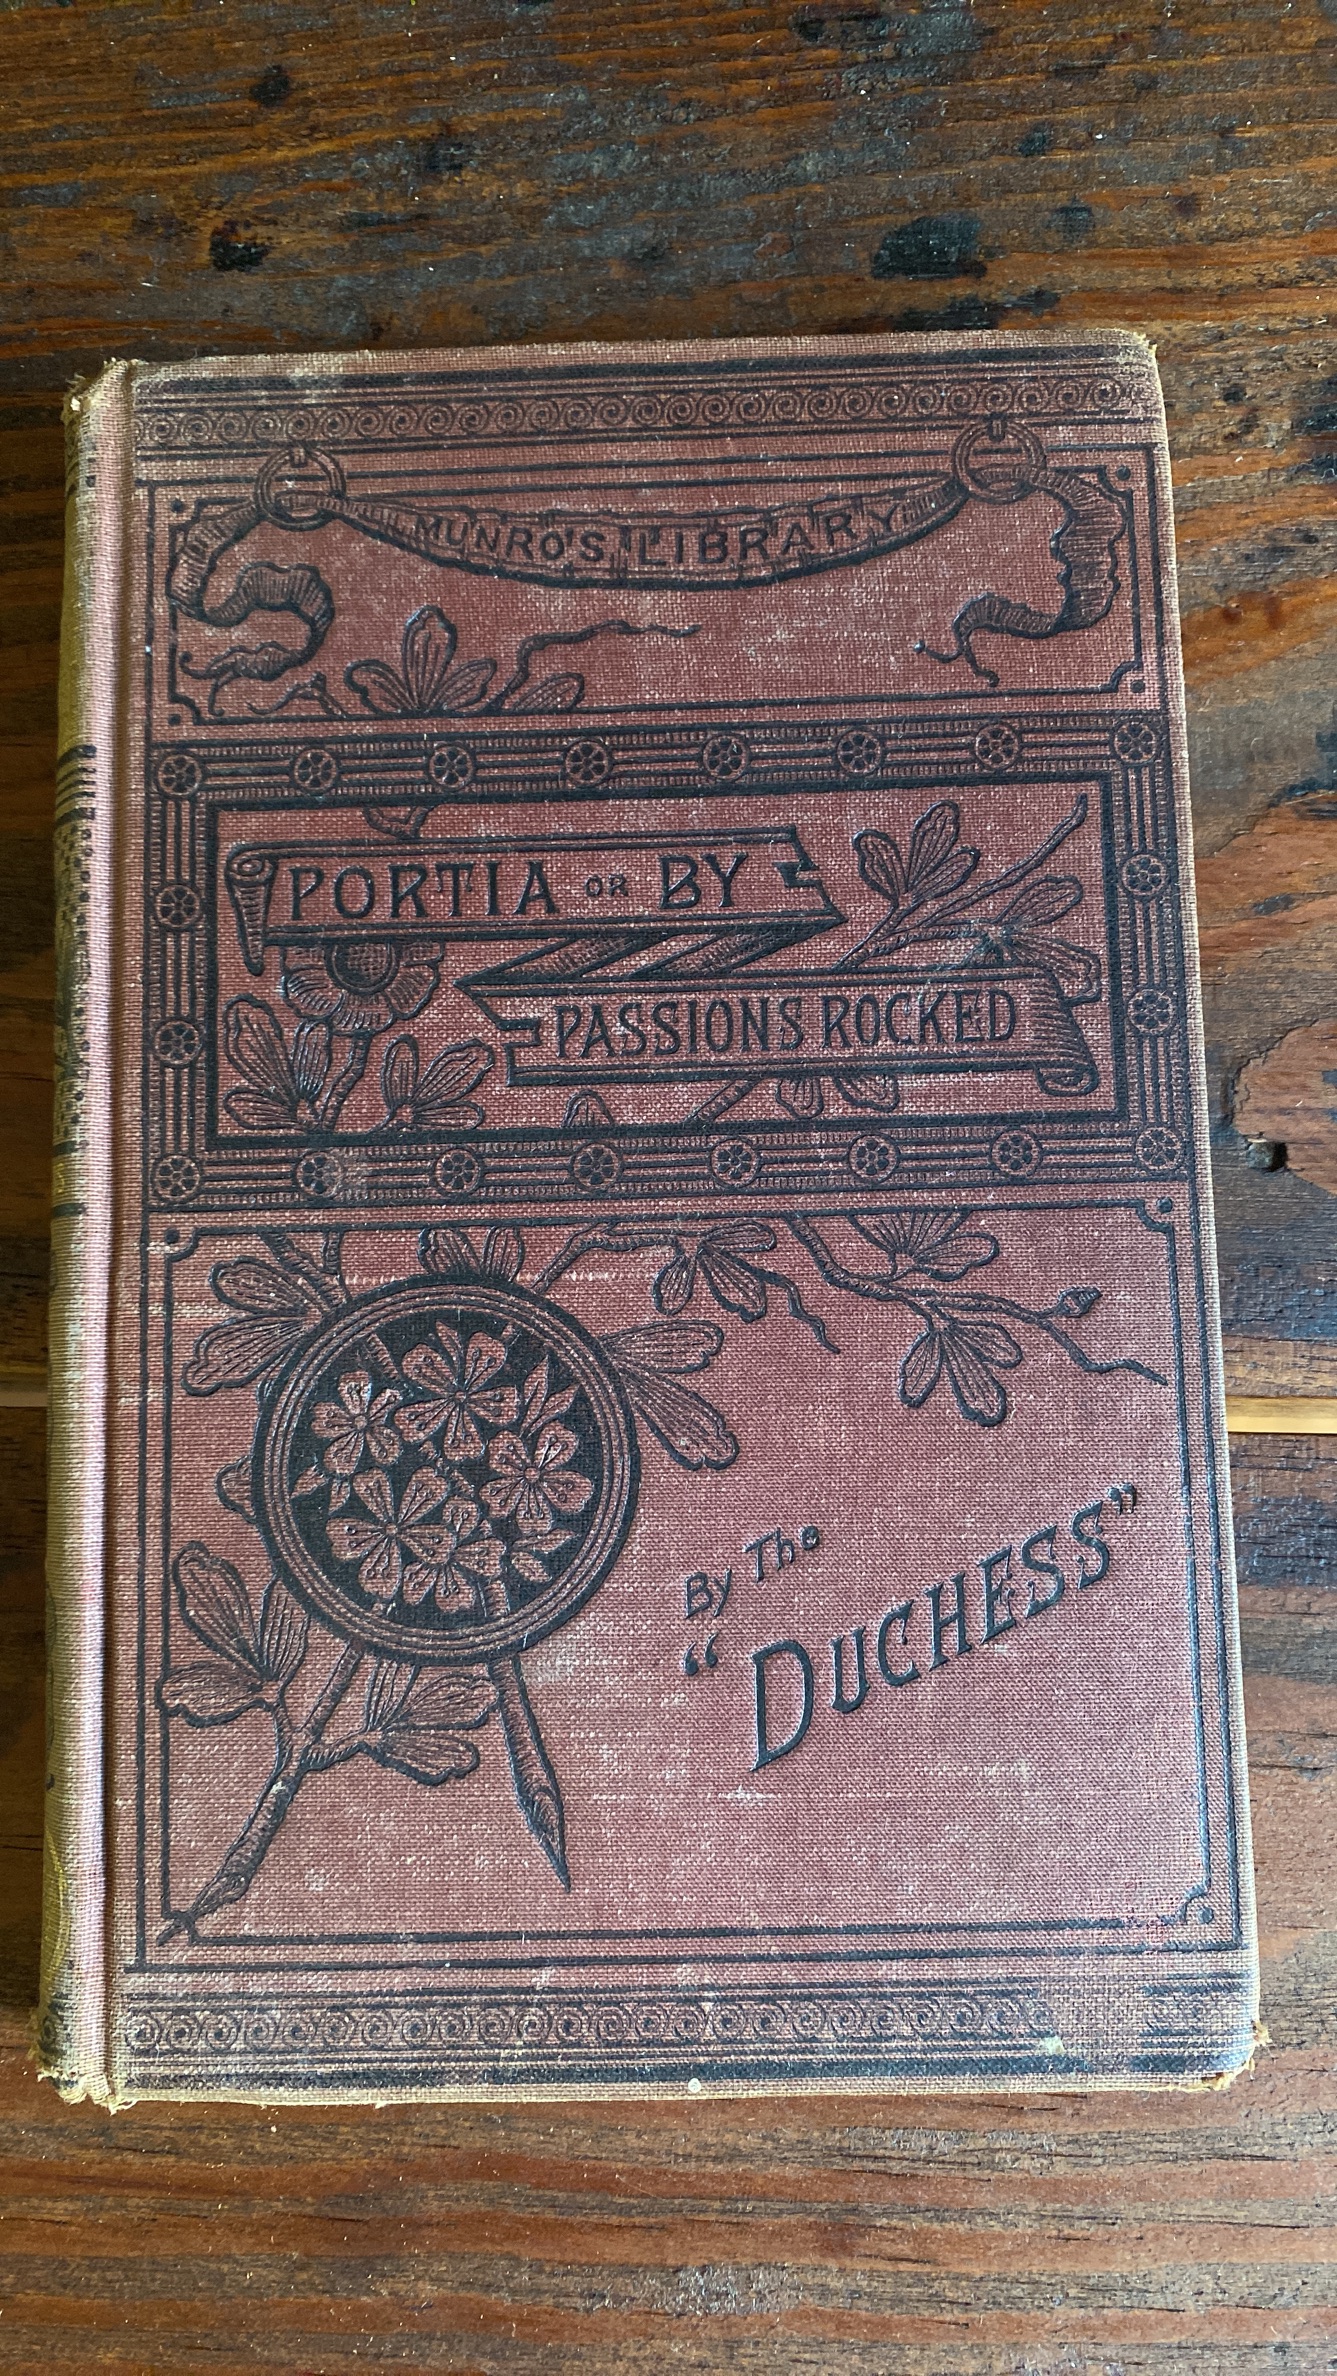 MUNRO'S LIBRARY
PORTIA OR BY
PASSIONS ROCKED
By The
"DUCHESS"